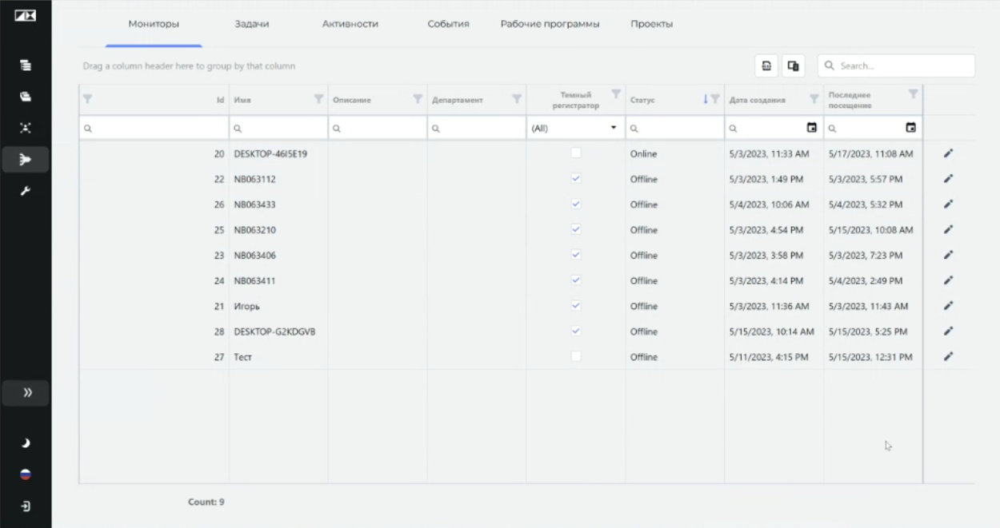 Мониторы Задачи Активности События Рабочие программы Проекты
Drag a column header here to group by that column
Search...
Id Имя Описание Департамент Темный регистратор Статус Дата создания Последнее посещение
(All)
20 DESKTOP-46I5E19 Online 5/3/2023, 11:33 AM 5/17/2023, 11:08 AM
22 NB063112 Offline 5/3/2023, 1:49 PM 5/3/2023, 5:57 PM
26 NB063433 Offline 5/4/2023, 10:06 AM 5/4/2023, 5:32 PM
25 NB063210 Offline 5/3/2023, 4:54 PM 5/15/2023, 10:08 AM
23 NB063406 Offline 5/3/2023, 3:58 PM 5/3/2023, 7:23 PM
24 NB063411 Offline 5/3/2023, 4:14 PM 5/4/2023, 2:49 PM
21 Игорь Offline 5/3/2023, 11:36 AM 5/3/2023, 11:43 AM
28 DESKTOP-G2KDGVB Offline 5/15/2023, 10:14 AM 5/15/2023, 5:25 PM
27 Тест Offline 5/11/2023, 4:15 PM 5/15/2023, 12:31 PM
Count: 9